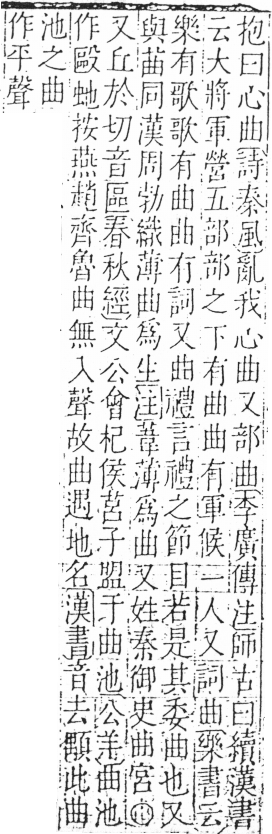 抱曰心曲詩秦風亂我心曲又部曲李廣傳注師古曰續漢書
云大將軍營五部部之下有曲曲有軍候一人又詞曲樂書云
樂有歌歌有曲曲有詞又曲禮言禮之節目若是其委曲也又
與𠚖同漢周勃織薄曲爲生注葦薄爲曲又姓秦御史曲宮
又丘於切音區春秋經文公會杞侯莒子盟于曲池公羊曲池
作毆虵按燕趙齊魯曲無入聲故曲遇地名漢書音去顒此曲
池之曲
作平聲